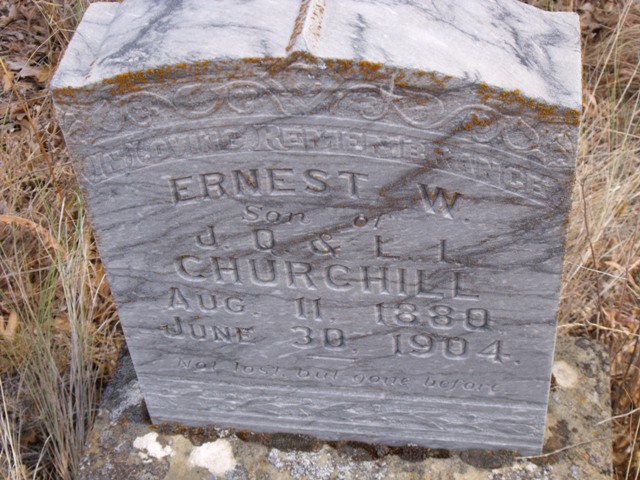 In Loving Remembrance
ERNEST W.
Son of
J. O. & L. I.
CHURCHILL
AUG. 11. 1880
JUNE 30. 1904.
Not lost but gone before.